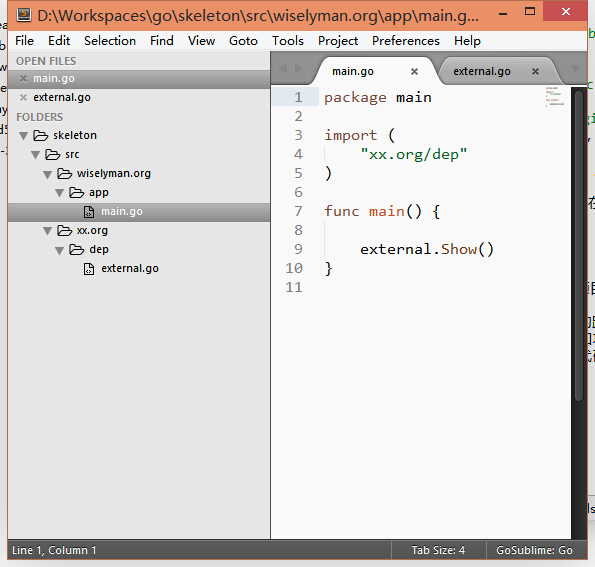 D:\Workspaces\go\skeleton\src\wiselyman.org\app\main.g...
File Edit Selection Find View Goto Tools Project Preferences Help
OPEN FILES
main.go
external.go
FOLDERS
skeleton
src
wiselyman.org
app
main.go
xx.org
dep
external.go
main.go external.go
1 package main
2
3 import (
4 "xx.org/dep"
5 )
6
7 func main() {
8
9 external.Show()
10 }
11
Line 1, Column 1 Tab Size: 4 GoSublime: Go